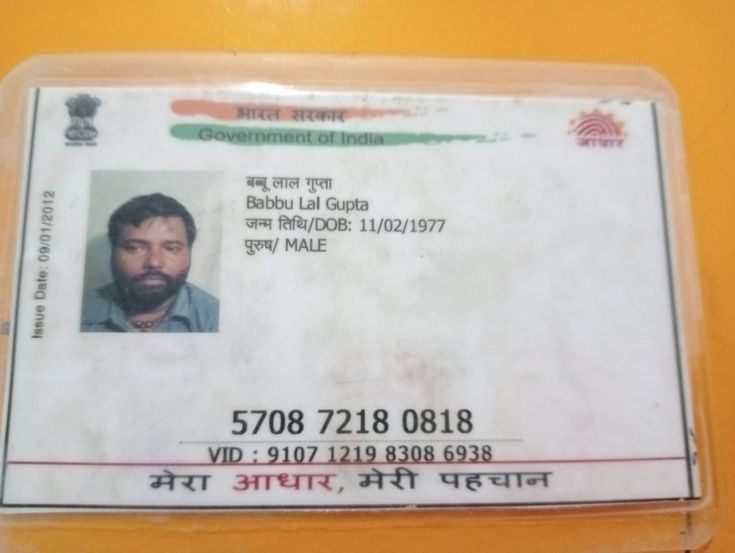 भारत सरकार
Government of India
आधार
Issue Date: 09/01/2012
बब्बू लाल गुप्ता
Babbu Lal Gupta
जन्म तिथि/DOB: 11/02/1977
पुरुष/ MALE
5708 7218 0818
VID : 9107 1219 8308 6938
मेरा आधार, मेरी पहचान